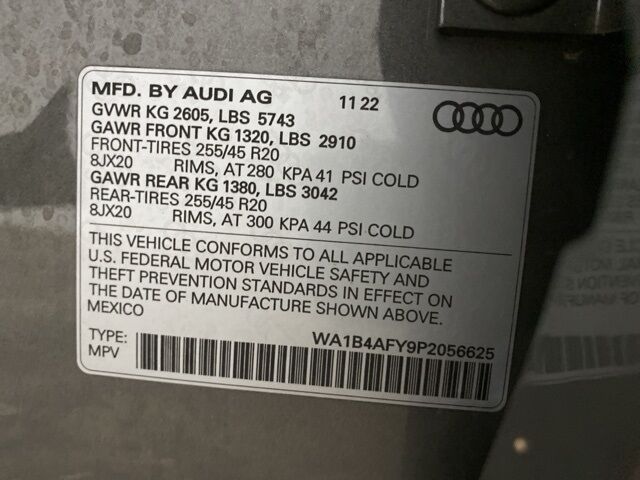 MFD. BY AUDI AG 11 22
GVWR KG 2605, LBS 5743
GAWR FRONT KG 1320, LBS 2910
FRONT-TIRES 255/45 R20
8JX20 RIMS, AT 280 KPA 41 PSI COLD
GAWR REAR KG 1380, LBS 3042
REAR-TIRES 255/45 R20
8JX20 RIMS, AT 300 KPA 44 PSI COLD
THIS VEHICLE CONFORMS TO ALL APPLICABLE
U.S. FEDERAL MOTOR VEHICLE SAFETY AND
THEFT PREVENTION STANDARDS IN EFFECT ON
THE DATE OF MANUFACTURE SHOWN ABOVE.
MEXICO
TYPE: WA1B4AFY9P2056625
MPV